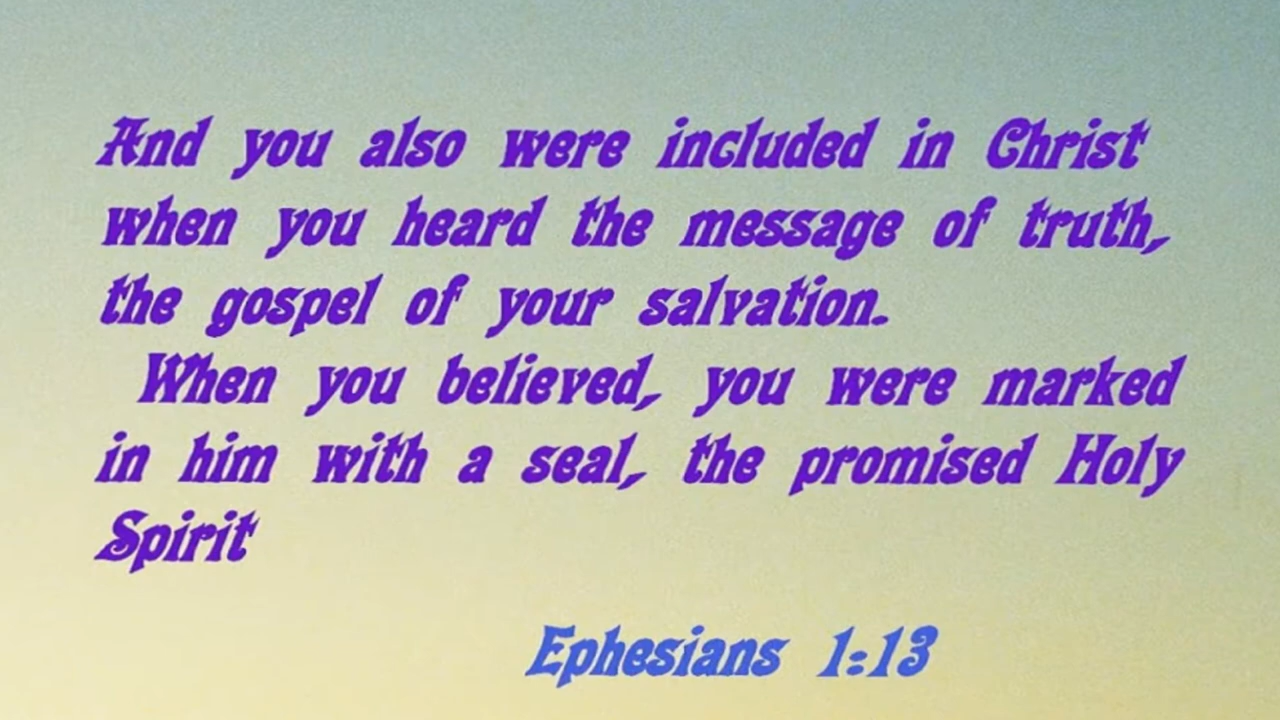 And you also were included in Christ
when you heard the message of truth,
the gospel of your salvation.
When you believed, you were marked
in him with a seal, the promised Holy
Spirit
Ephesians 1:13